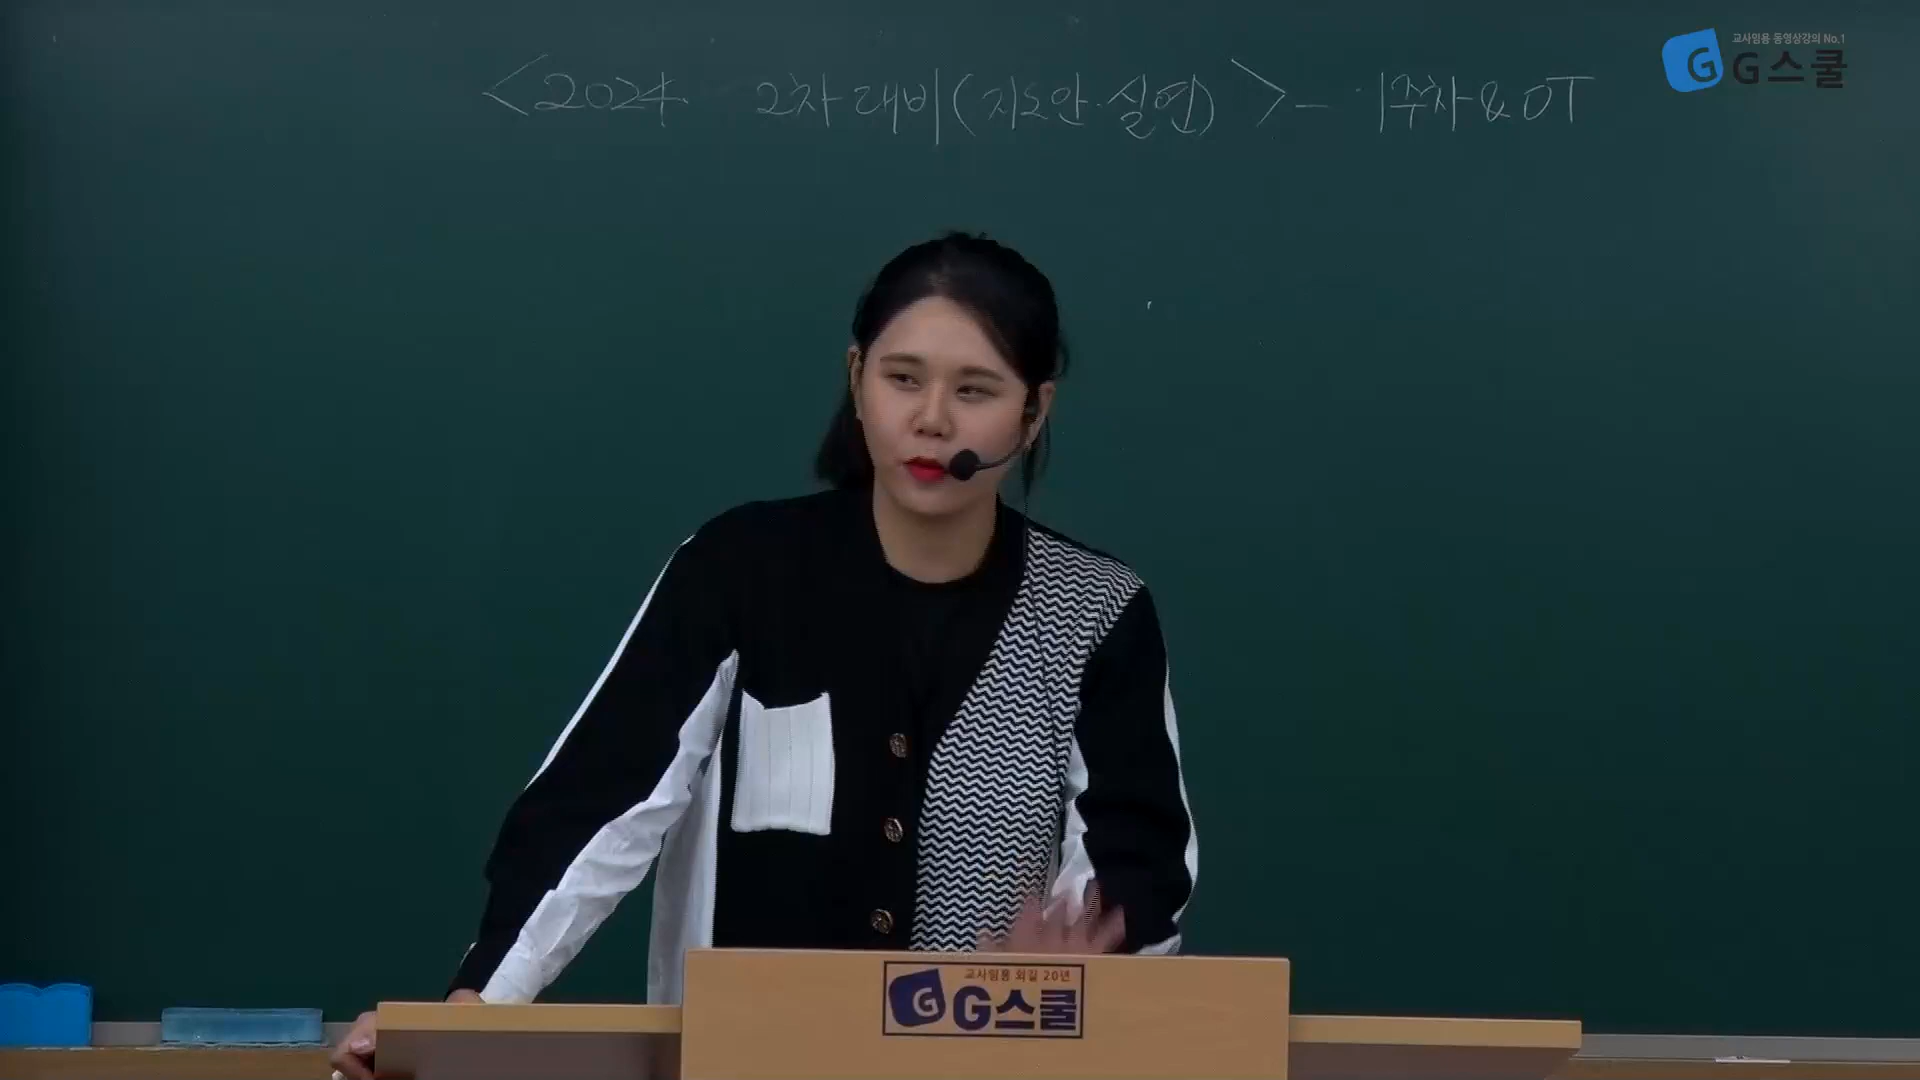 <2024. 2차 대비(지도안·실연)> - 1주차 & OT
교사임용 동영상강의 No.1
G스쿨
교사임용 외길 20년
G G스쿨